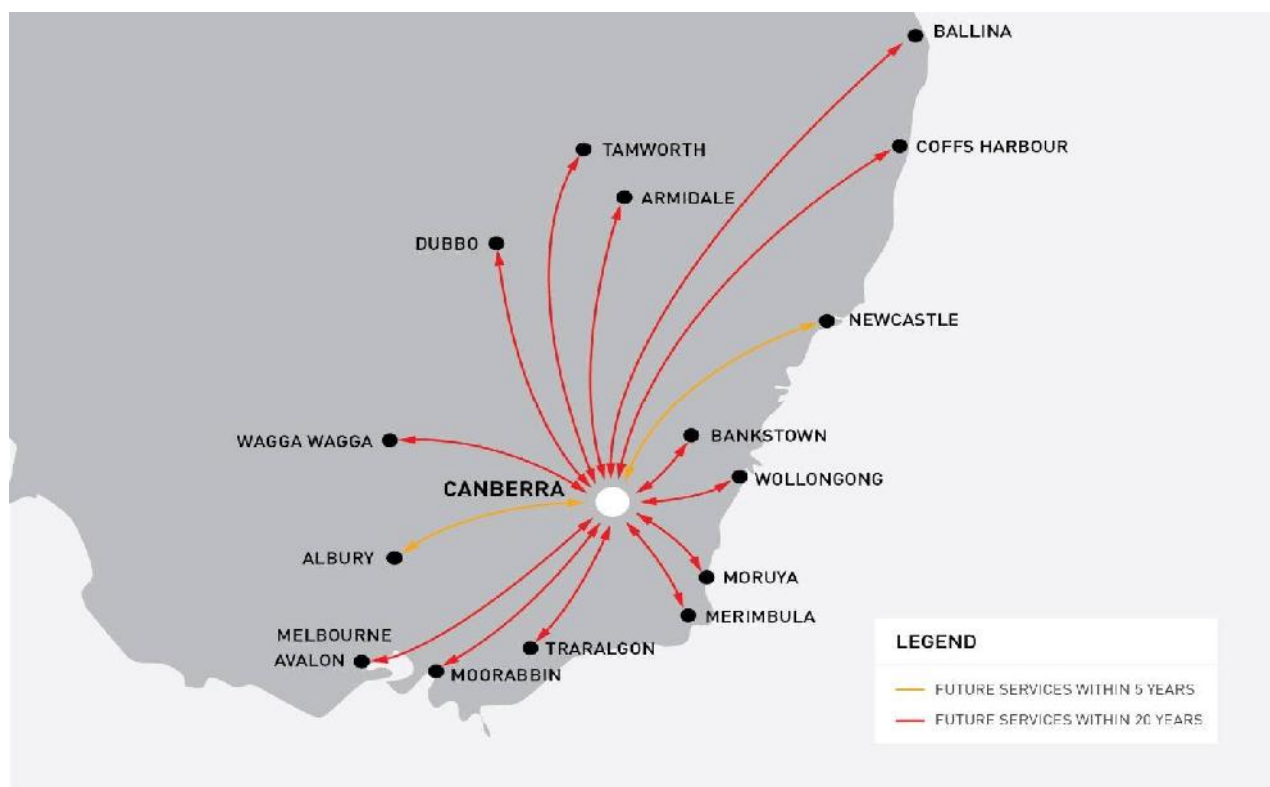 BALLINA
COFFS HARBOUR
TAMWORTH
ARMIDALE
DUBBO
NEWCASTLE
WAGGA WAGGA
BANKSTOWN
CANBERRA
WOLLONGONG
ALBURY
MORUYA
MERIMBULA
MELBOURNE
AVALON
TRARALGON
MOORABBIN
LEGEND
FUTURE SERVICES WITHIN 5 YEARS
FUTURE SERVICES WITHIN 20 YEARS